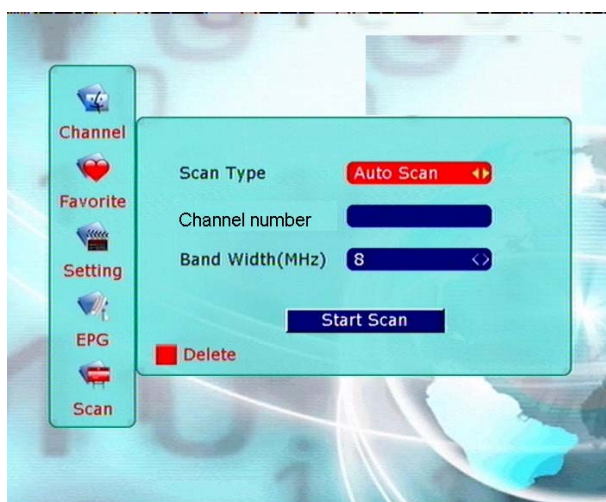 Channel
Favorite
Setting
EPG
Scan
Scan Type Auto Scan
Channel number
Band Width(MHz) 8
Start Scan
Delete